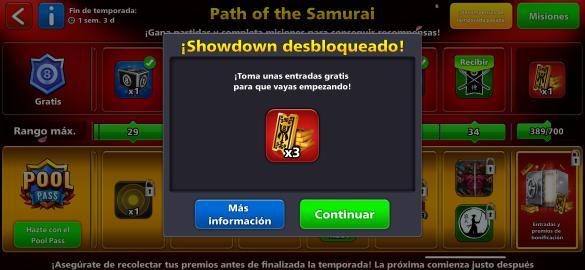 Fin de temporada:
1 sem. 3 d
Path of the Samurai
Misiones
¡Gana partidas y completa misiones para conseguir recompensas!
¡Showdown desbloqueado!
8
Gratis
x1
¡Toma unas entradas gratis
para que vayas empezando!
Recibir
x1
x3
Rango máx.
29
34
389/700
POOL
PASS
Hazte con el
Pool Pass
x1
Más
información
Continuar
Entradas y
premios de
bonificación
¡Asegúrate de recolectar tus premios antes de finalizada la temporada! La próxima comienza justo después